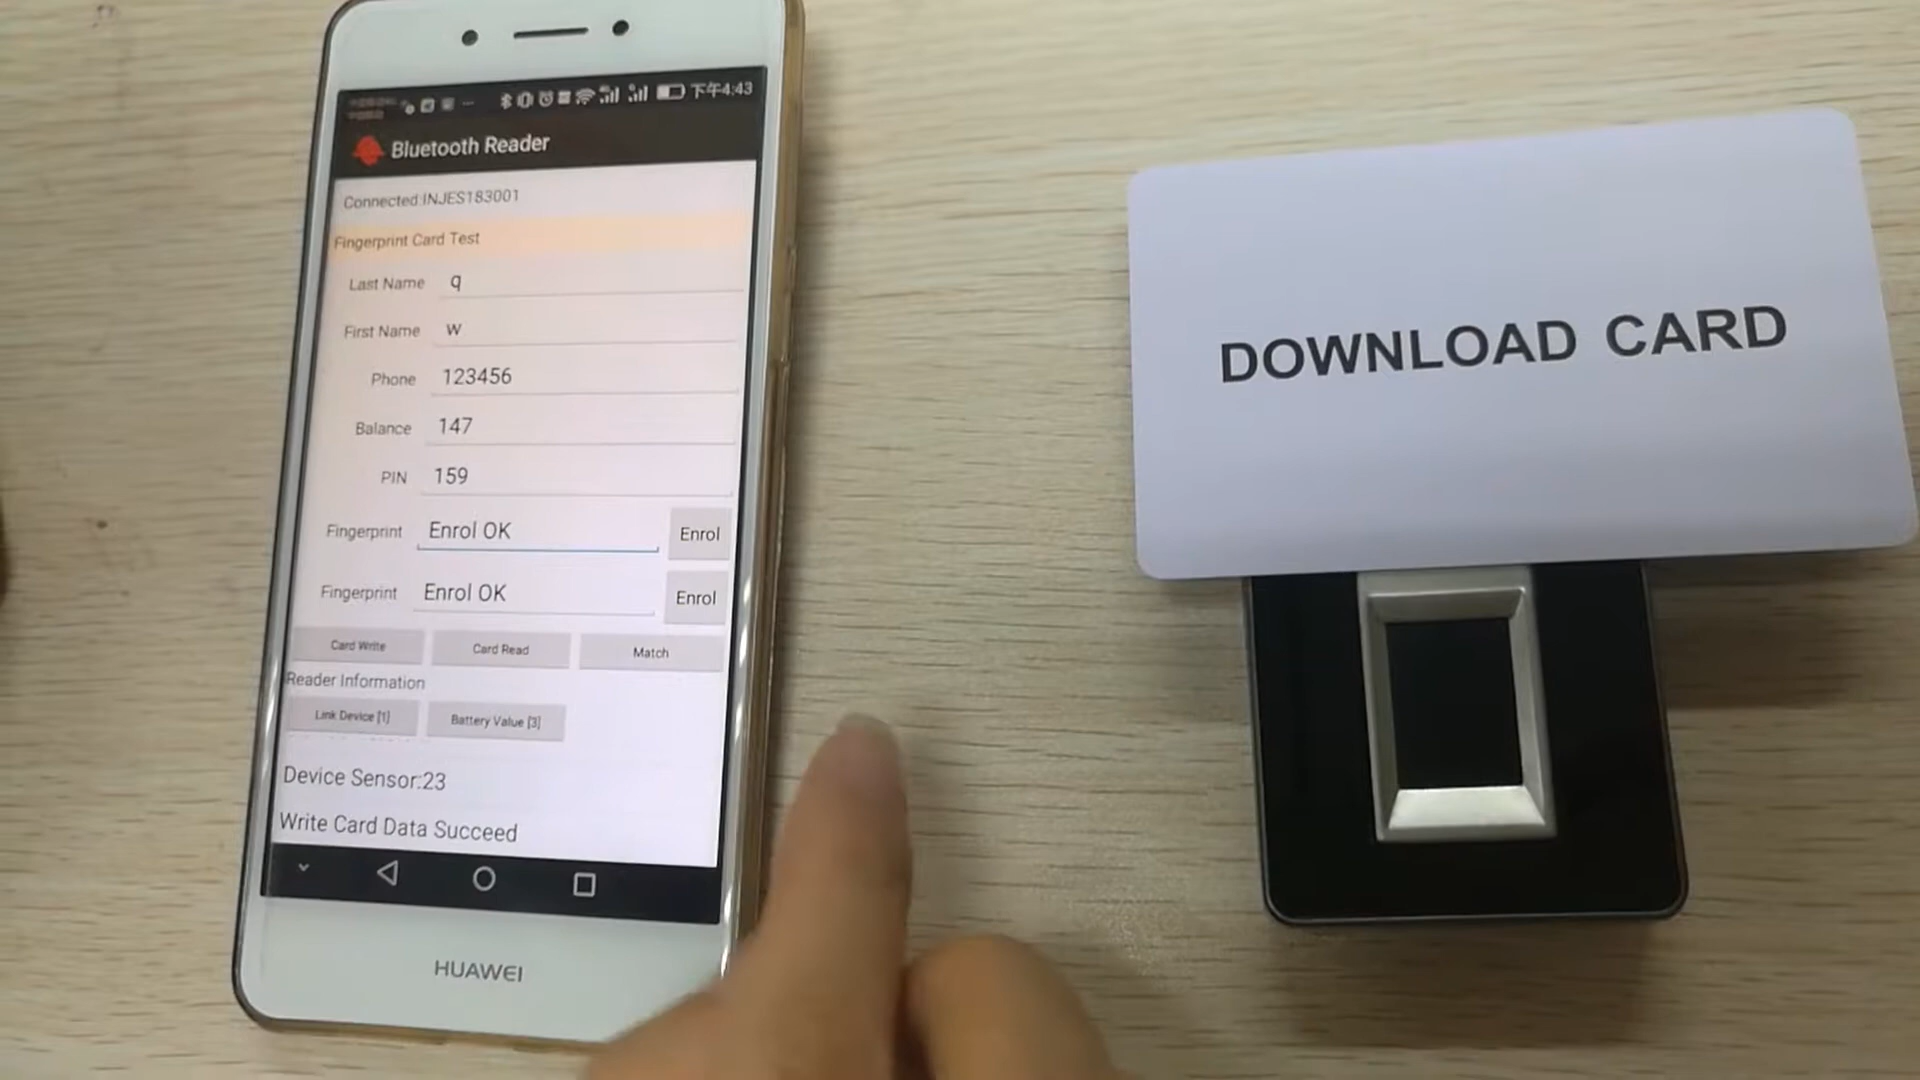 下午4:43
Bluetooth Reader
Connected:INJES183001
Fingerprint Card Test
Last Name q
First Name w
Phone 123456
Balance 147
PIN 159
Fingerprint Enrol OK Enrol
Fingerprint Enrol OK Enrol
Card Write Card Read Match
Reader Information
Link Device [1] Battery Value [3]
Device Sensor:23
Write Card Data Succeed
HUAWEI
DOWNLOAD CARD